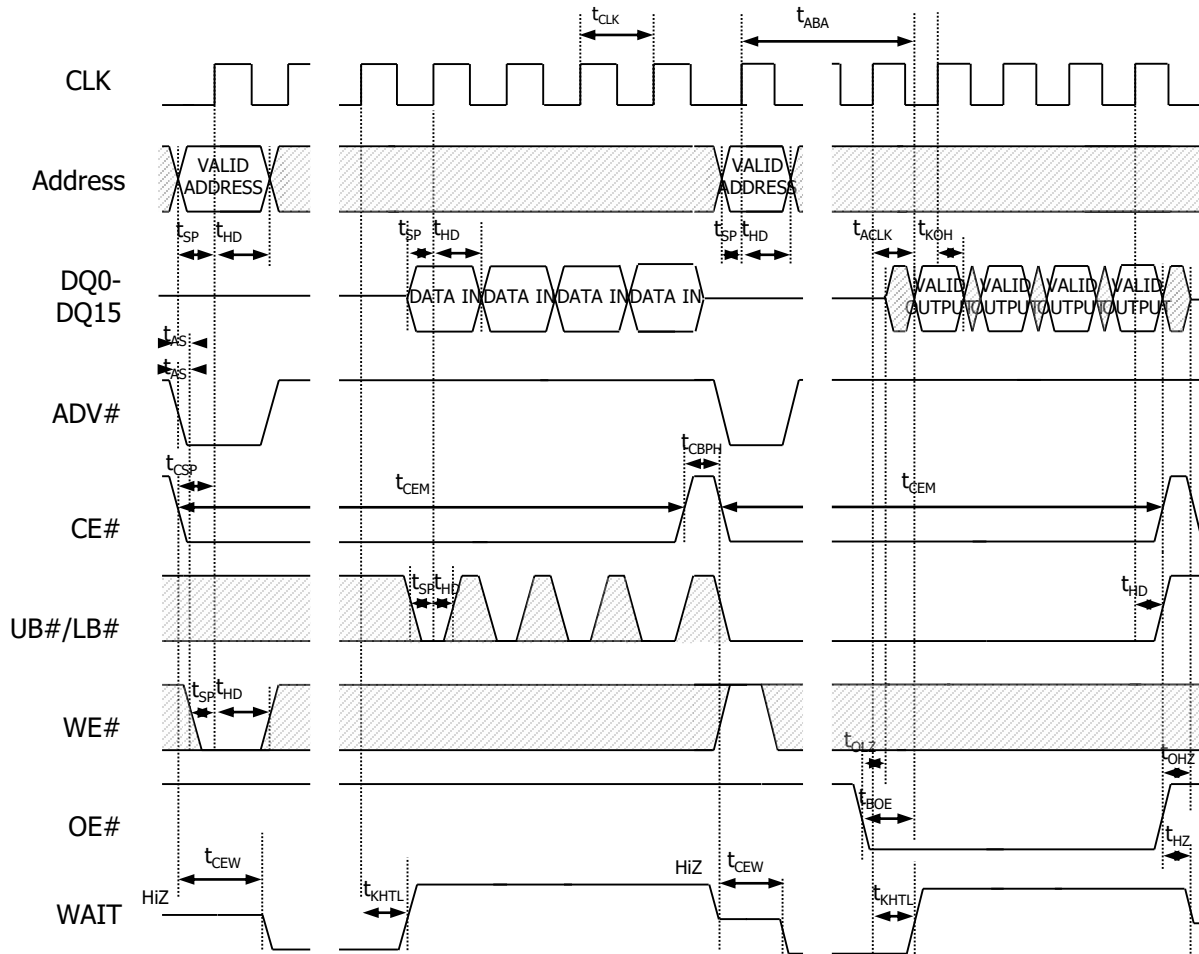 tCLK
tABA
CLK
VALID
ADDRESS
VALID
ADDRESS
Address
tSP tHD
tSP tHD
tSP tHD
tACLK tKOH
DQ0-
DQ15
DATA IN DATA IN DATA IN DATA IN
VALID
OUTPUT
VALID
OUTPUT
VALID
OUTPUT
VALID
OUTPUT
tAS
tAS
ADV#
tCBPH
tCSP
tCEM
tCEM
CE#
tSP tHD
tHD
UB#/LB#
tSP tHD
WE#
tOLZ
tOHZ
tBOE
OE#
tHZ
tCEW
HiZ
tCEW
HiZ
tKHTL
tKHTL
WAIT